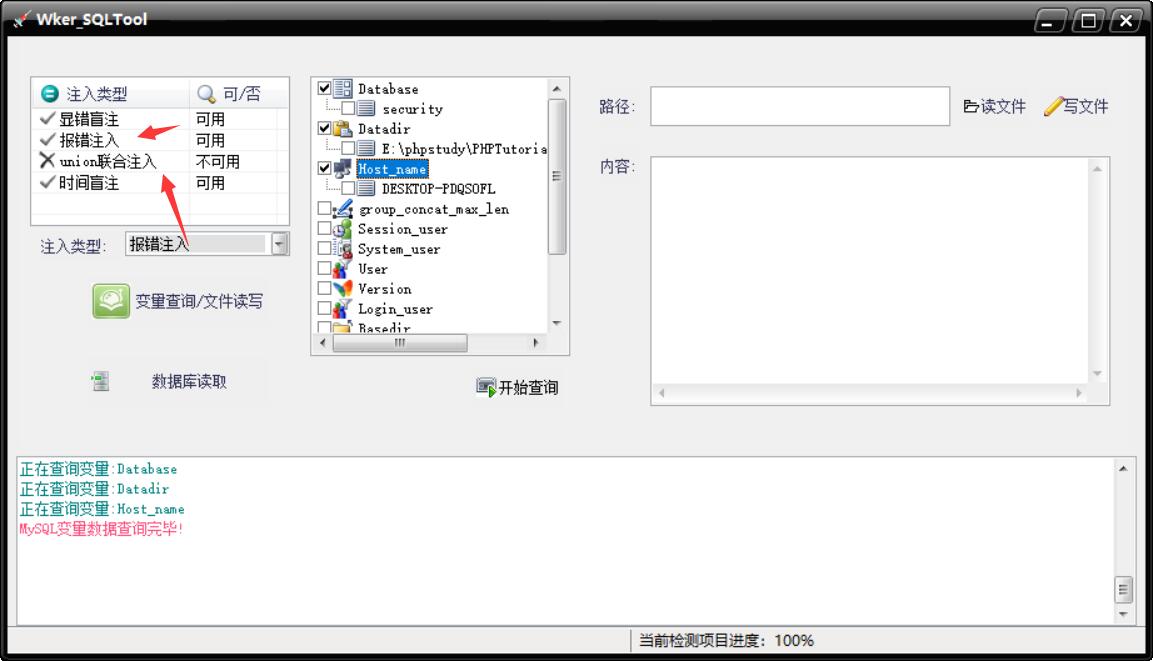 Wker_SQLTool
注入类型 可/否
显错盲注 可用
报错注入 可用
union联合注入 不可用
时间盲注 可用
注入类型: 报错注入
变量查询/文件读写
数据库读取
Database
security
Datadir
E:\phpstudy\PHPTutoria
Host_name
DESKTOP-PDQSOFL
group_concat_max_len
Session_user
System_user
User
Version
Login_user
Basedir
开始查询
路径:
读文件
写文件
内容:
正在查询变量:Database
正在查询变量:Datadir
正在查询变量:Host_name
MySQL变量数据查询完毕!
当前检测项目进度: 100%